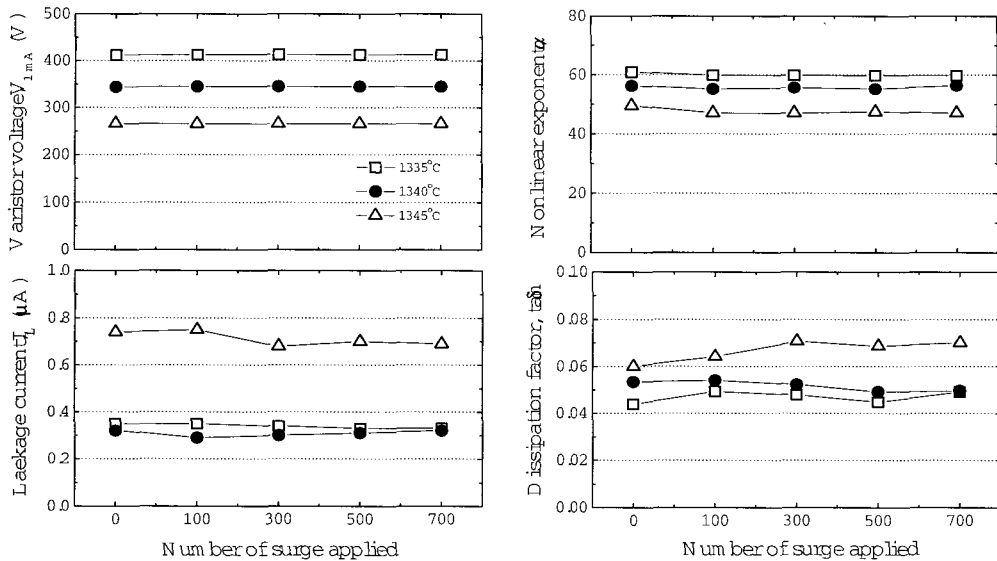 Varistor voltage V1mA (V)
500
400
300
200
100
0
1335°C
1340°C
1345°C
Nonlinear exponent α
80
60
40
20
0
Laekage current, IL (μA)
1.0
0.8
0.6
0.4
0.2
0.0
0 100 300 500 700
Number of surge applied
Dissipation factor, tanδ
0.10
0.08
0.06
0.04
0.02
0.00
0 100 300 500 700
Number of surge applied